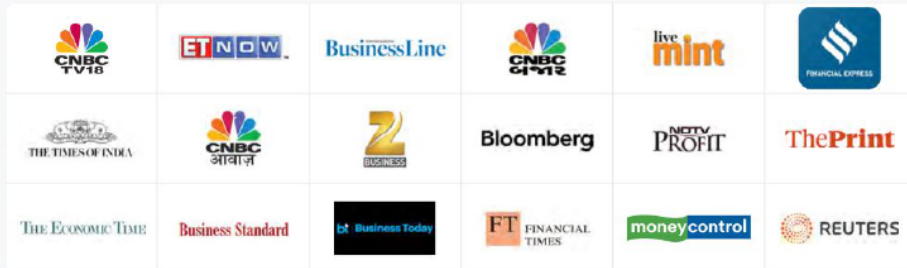 CNBC
TV18
ET NOW
BusinessLine
CNBC
બજાર
live
mint
FINANCIAL EXPRESS
THE TIMES OF INDIA
CNBC
आवाज़
Z
BUSINESS
Bloomberg
NDTV
PROFIT
ThePrint
THE ECONOMIC TIME
Business Standard
bt Business Today
FT FINANCIAL
TIMES
moneycontrol
REUTERS